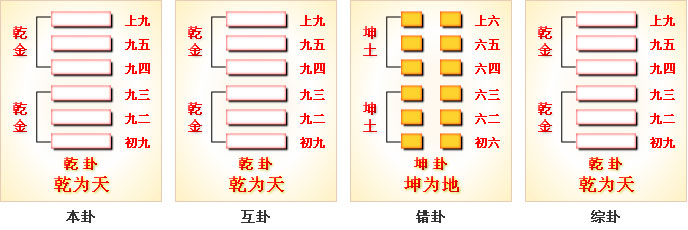 乾金 上九
九五
九四
乾金 九三
九二
初九
乾卦
乾为天
本卦
乾金 上九
九五
九四
乾金 九三
九二
初九
乾卦
乾为天
互卦
坤土 上六
六五
六四
坤土 六三
六二
初六
坤卦
坤为地
错卦
乾金 上九
九五
九四
乾金 九三
九二
初九
乾卦
乾为天
综卦